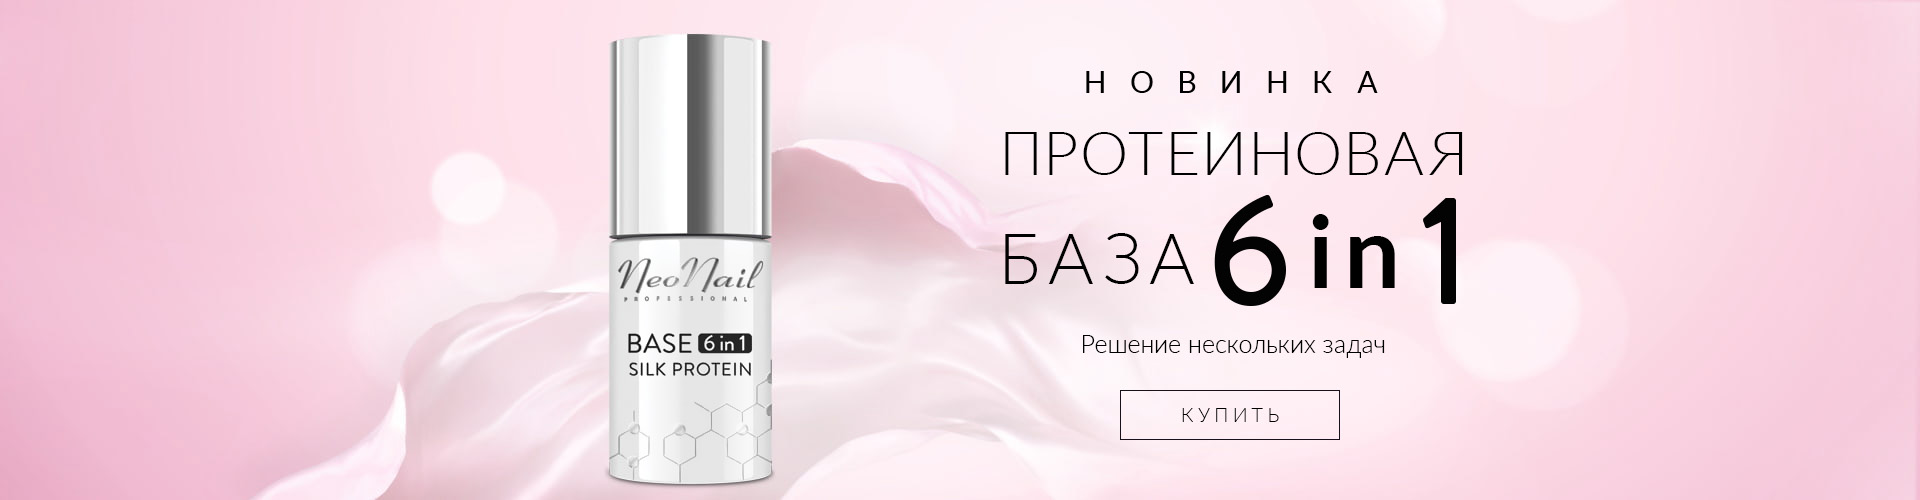 NeoNail
PROFESSIONAL
BASE 6 in 1
SILK PROTEIN
НОВИНКА
ПРОТЕИНОВАЯ
БАЗА 6 in 1
Решение нескольких задач
КУПИТЬ